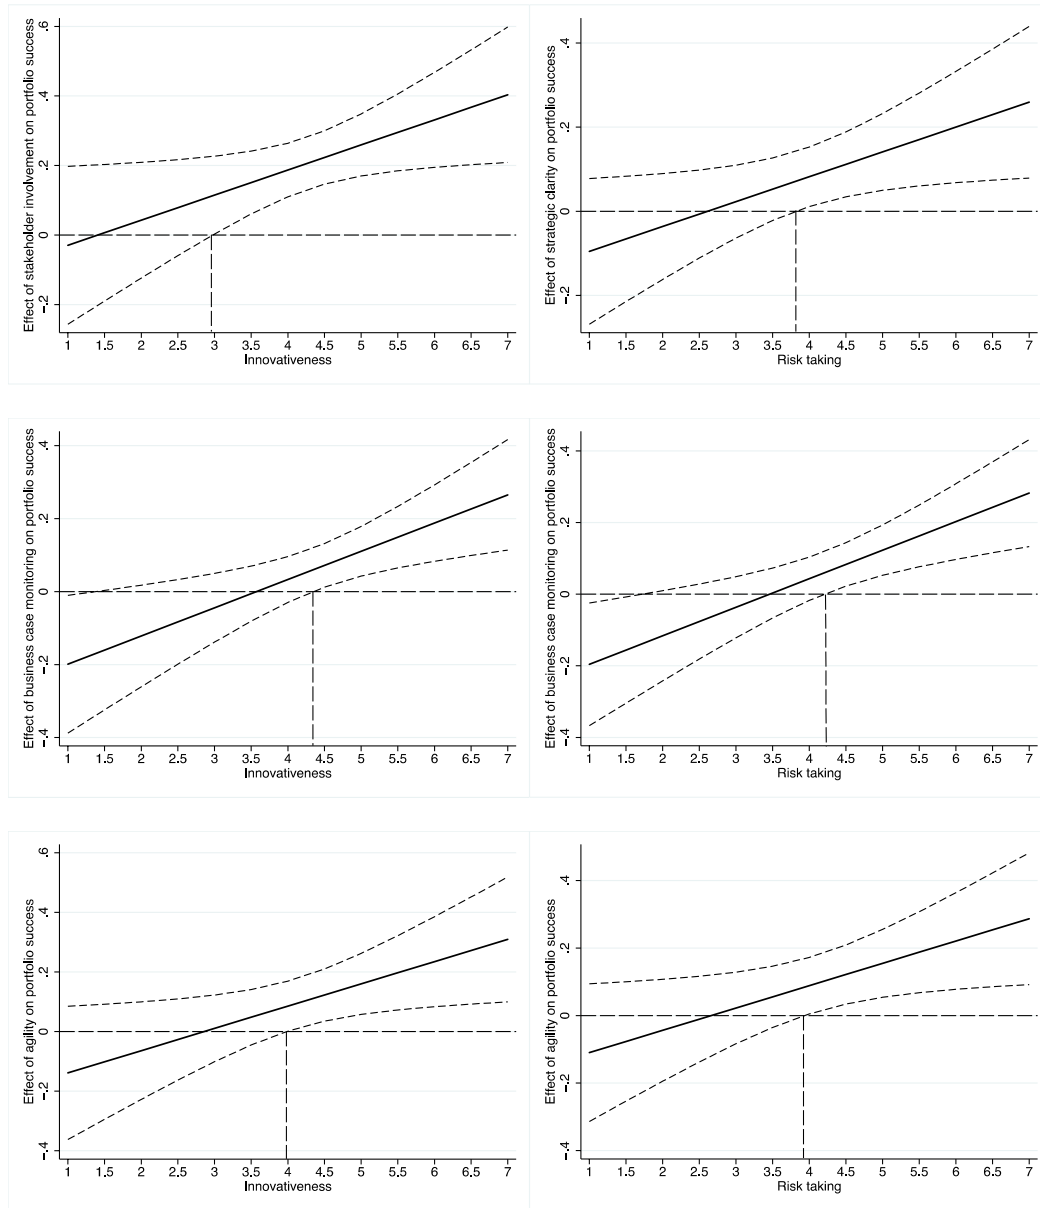 Effect of stakeholder involvement on portfolio success
.6
.4
.2
0
-.2
1 1.5 2 2.5 3 3.5 4 4.5 5 5.5 6 6.5 7
Innovativeness
Effect of strategic clarity on portfolio success
.4
.2
0
-.2
1 1.5 2 2.5 3 3.5 4 4.5 5 5.5 6 6.5 7
Risk taking
Effect of business case monitoring on portfolio success
.4
.2
0
-.2
-.4
1 1.5 2 2.5 3 3.5 4 4.5 5 5.5 6 6.5 7
Innovativeness
Effect of business case monitoring on portfolio success
.4
.2
0
-.2
-.4
1 1.5 2 2.5 3 3.5 4 4.5 5 5.5 6 6.5 7
Risk taking
Effect of agility on portfolio success
.6
.4
.2
0
-.2
-.4
1 1.5 2 2.5 3 3.5 4 4.5 5 5.5 6 6.5 7
Innovativeness
Effect of agility on portfolio success
.4
.2
0
-.2
-.4
1 1.5 2 2.5 3 3.5 4 4.5 5 5.5 6 6.5 7
Risk taking